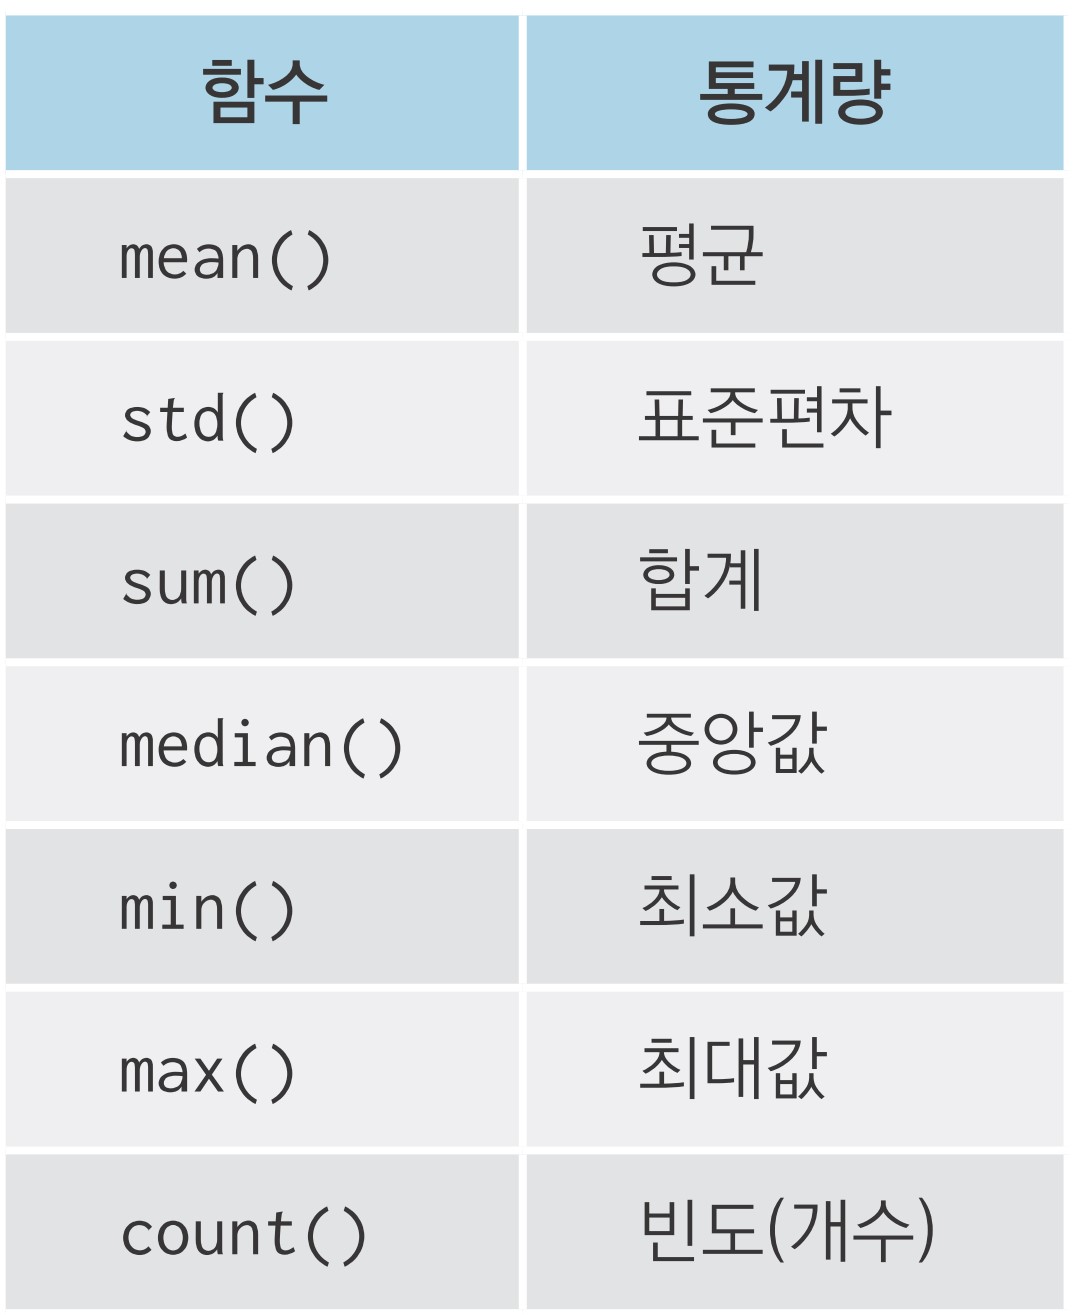 함수 통계량
mean() 평균
std() 표준편차
sum() 합계
median() 중앙값
min() 최소값
max() 최대값
count() 빈도(개수)